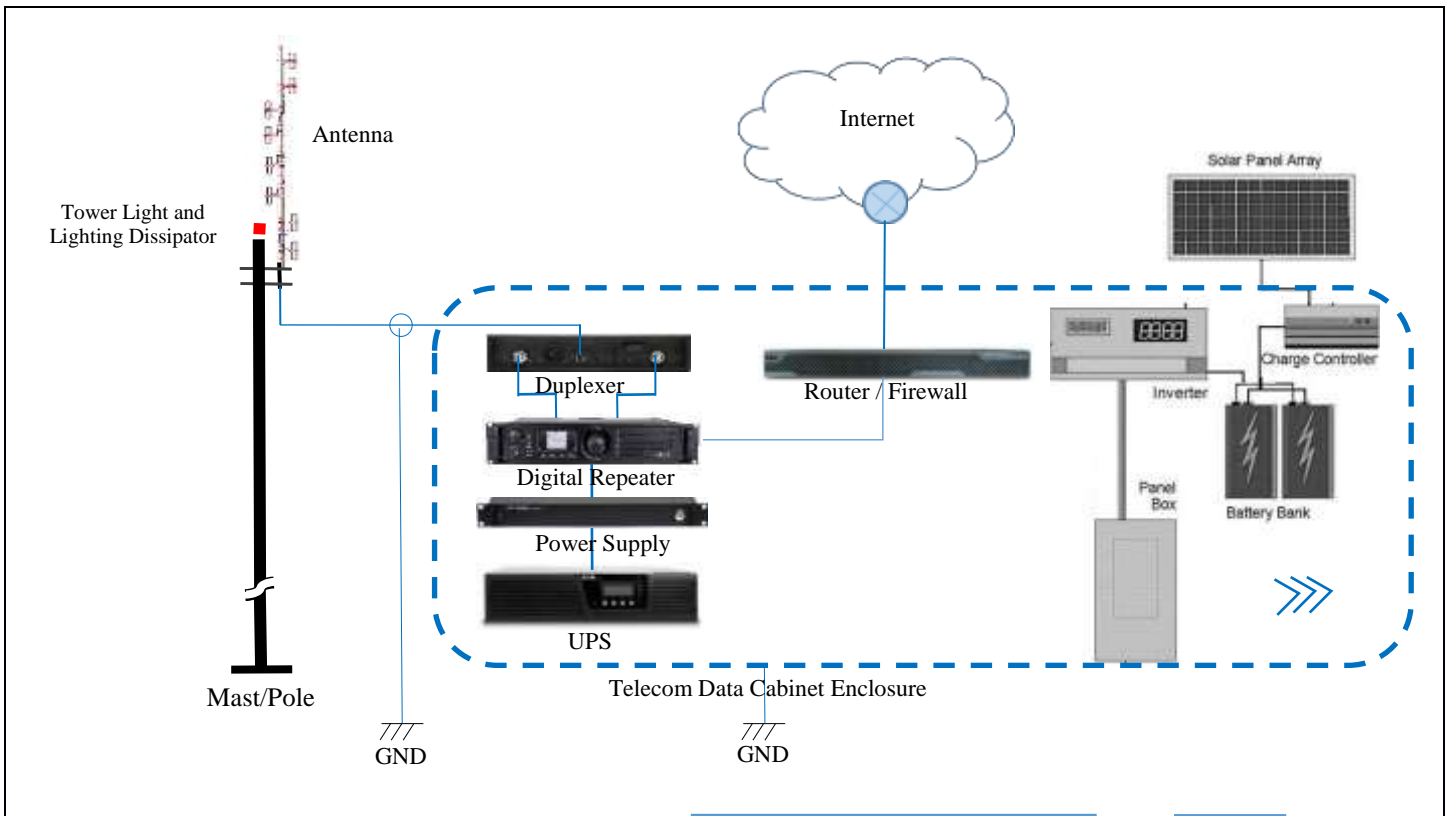 Antenna
Internet
Solar Panel Array
Tower Light and
Lighting Dissipator
Duplexer
Router / Firewall
Charge Controller
Inverter
Digital Repeater
Panel
Box
Battery Bank
Power Supply
UPS
Telecom Data Cabinet Enclosure
Mast/Pole
GND
GND